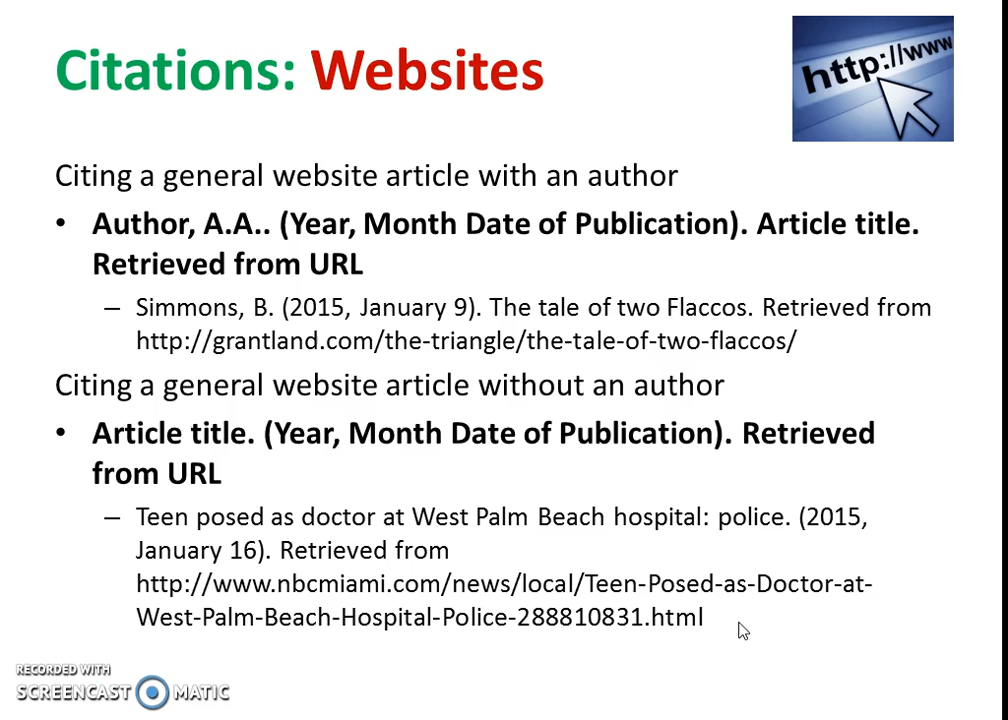 Citations: Websites
http://www
Citing a general website article with an author
• Author, A.A.. (Year, Month Date of Publication). Article title.
Retrieved from URL
– Simmons, B. (2015, January 9). The tale of two Flaccos. Retrieved from
http://grantland.com/the-triangle/the-tale-of-two-flaccos/
Citing a general website article without an author
• Article title. (Year, Month Date of Publication). Retrieved
from URL
– Teen posed as doctor at West Palm Beach hospital: police. (2015,
January 16). Retrieved from
http://www.nbcmiami.com/news/local/Teen-Posed-as-Doctor-at-
West-Palm-Beach-Hospital-Police-288810831.html
RECORDED WITH
SCREENCAST MATIC